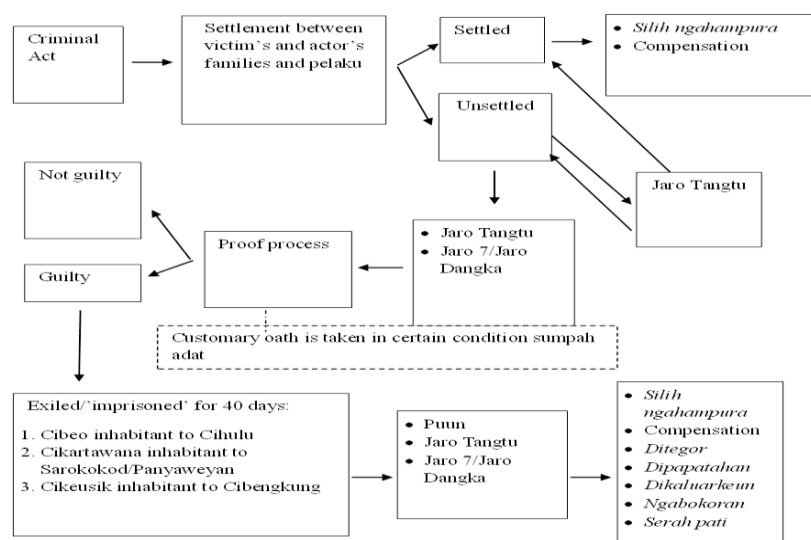 Criminal
Act
Settlement between
victim's and actor's
families and pelaku
Settled
• Silih ngahampura
• Compensation
Unsettled
Jaro Tangtu
Not guilty
Guilty
Proof process
• Jaro Tangtu
• Jaro 7/Jaro
Dangka
Customary oath is taken in certain condition sumpah
adat
Exiled/'imprisoned' for 40 days:
1. Cibeo inhabitant to Cihulu
2. Cikartawana inhabitant to
Sarokokod/Panyaweyan
3. Cikeusik inhabitant to Cibengkung
• Puun
• Jaro Tangtu
• Jaro 7/Jaro
Dangka
• Silih
ngahampura
• Compensation
• Ditegor
• Dipapatahan
• Dikaluarkeun
• Ngabokoran
• Serah pati